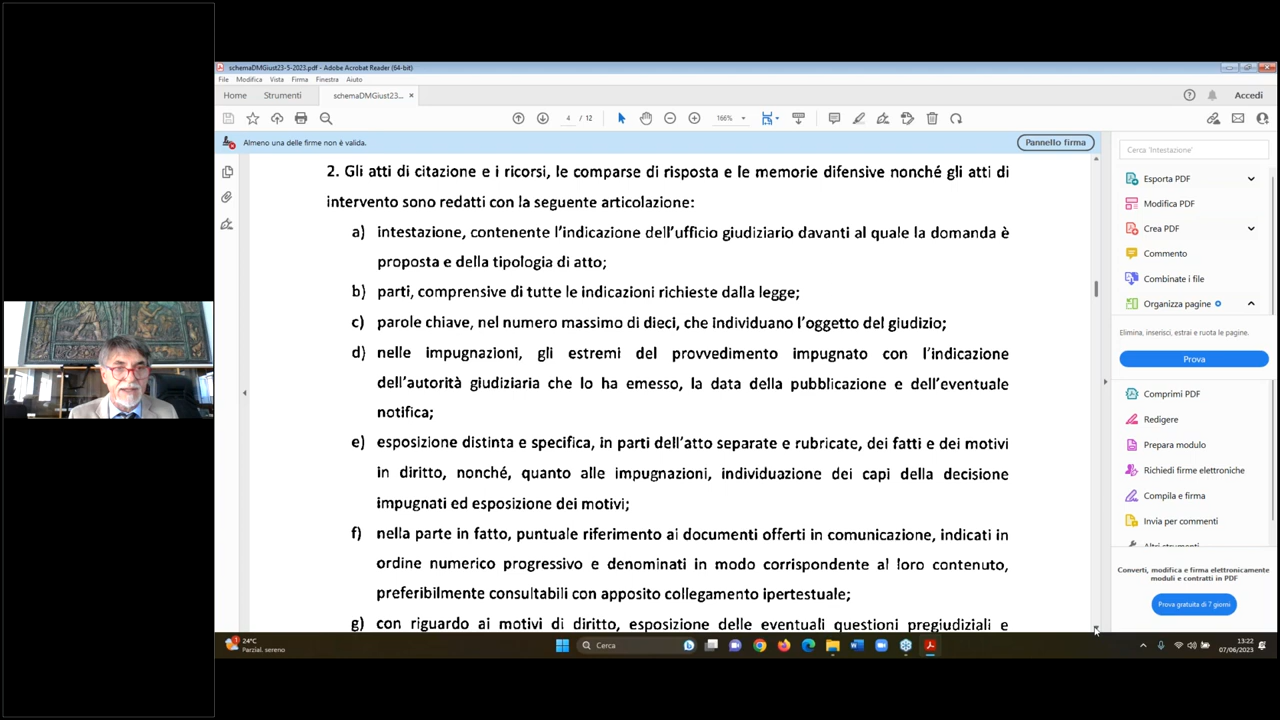 schemaDMGiust23-5-2023.pdf - Adobe Acrobat Reader (64-bit)
File Modifica Vista Firma Finestra Aiuto
Home Strumenti schemaDMGiust23... × Accedi
4 / 12 166%
Almeno una delle firme non è valida. Pannello firma
2. Gli atti di citazione e i ricorsi, le comparse di risposta e le memorie difensive nonché gli atti di
intervento sono redatti con la seguente articolazione:
a) intestazione, contenente l'indicazione dell'ufficio giudiziario davanti al quale la domanda è
proposta e della tipologia di atto;
b) parti, comprensive di tutte le indicazioni richieste dalla legge;
c) parole chiave, nel numero massimo di dieci, che individuano l'oggetto del giudizio;
d) nelle impugnazioni, gli estremi del provvedimento impugnato con l'indicazione
dell'autorità giudiziaria che lo ha emesso, la data della pubblicazione e dell'eventuale
notifica;
e) esposizione distinta e specifica, in parti dell'atto separate e rubricate, dei fatti e dei motivi
in diritto, nonché, quanto alle impugnazioni, individuazione dei capi della decisione
impugnati ed esposizione dei motivi;
f) nella parte in fatto, puntuale riferimento ai documenti offerti in comunicazione, indicati in
ordine numerico progressivo e denominati in modo corrispondente al loro contenuto,
preferibilmente consultabili con apposito collegamento ipertestuale;
g) con riguardo ai motivi di diritto, esposizione delle eventuali questioni pregiudiziali e
Cerca 'Intestazione'
Esporta PDF
Modifica PDF
Crea PDF
Commento
Combinate i file
Organizza pagine
Elimina, inserisci, estrai e ruota le pagine.
Prova
Comprimi PDF
Redigere
Prepara modulo
Richiedi firme elettroniche
Compila e firma
Invia per commenti
Altri strumenti
Converti, modifica e firma elettronicamente
moduli e contratti in PDF
Prova gratuita di 7 giorni
1
24°C
Parzial. sereno
Cerca
13:22
07/06/2023